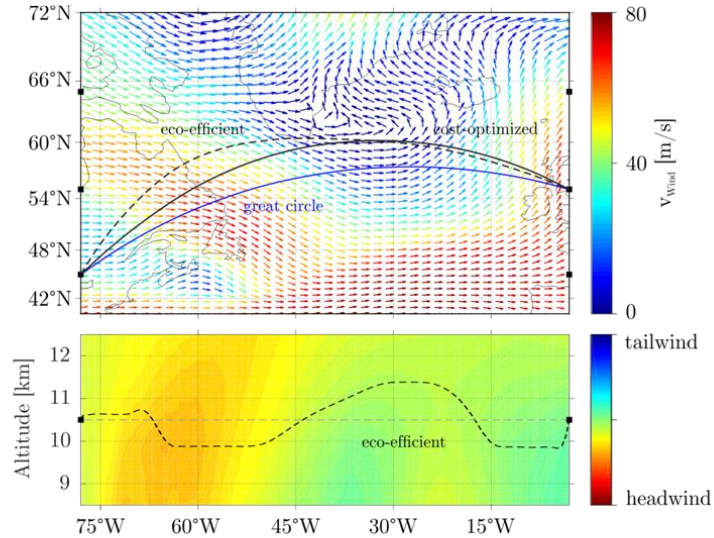 72°N
66°N
60°N
54°N
48°N
42°N
eco-efficient
cost-optimized
great circle
80
40
0
v_Wind [m/s]
12
11
10
9
Altitude [km]
eco-efficient
tailwind
headwind
75°W
60°W
45°W
30°W
15°W